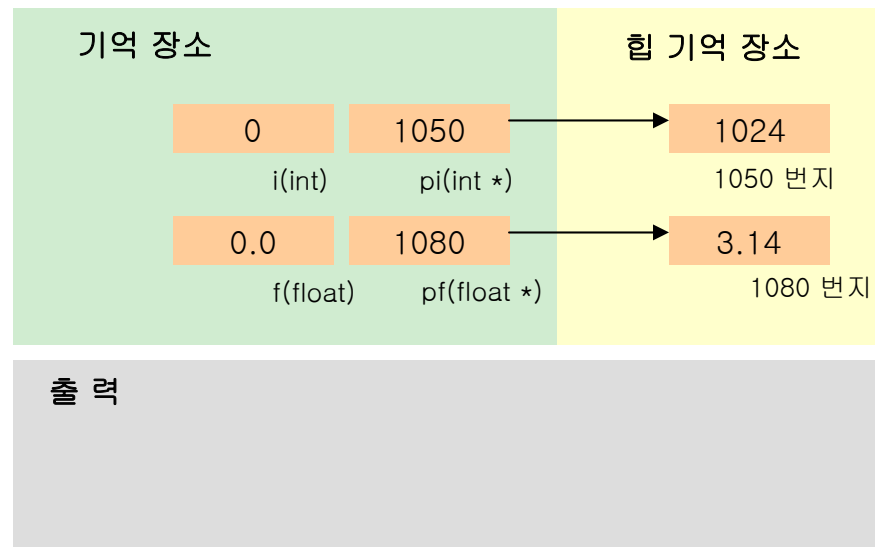 기억 장소 힙 기억 장소
0 1050 1024
i(int) pi(int *) 1050 번지
0.0 1080 3.14
f(float) pf(float *) 1080 번지
출 력